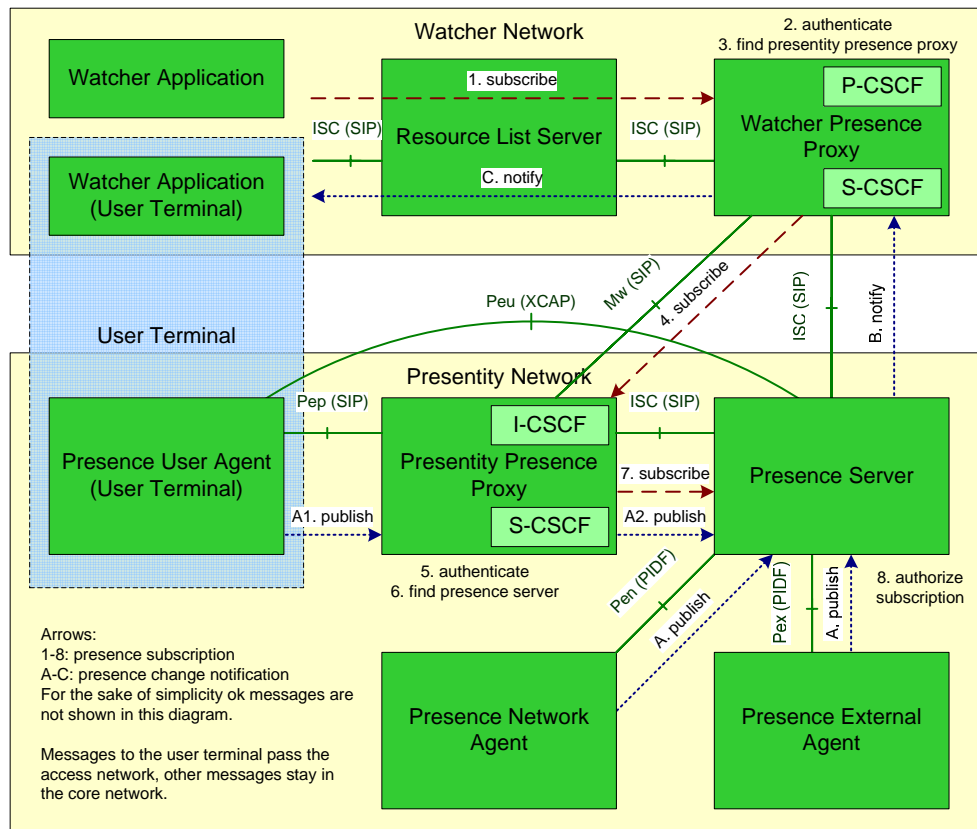 Watcher Network
2. authenticate
3. find presentity presence proxy
Watcher Application
1. subscribe
P-CSCF
ISC (SIP)
Resource List Server
ISC (SIP)
Watcher Presence
Proxy
Watcher Application
(User Terminal)
C. notify
S-CSCF
Mw (SIP)
4. subscribe
ISC (SIP)
B, notify
Peu (XCAP)
User Terminal
Presentity Network
Pep (SIP)
I-CSCF
ISC (SIP)
Presence User Agent
(User Terminal)
Presentity Presence
Proxy
7. subscribe
Presence Server
A1. publish
S-CSCF
A2. publish
5. authenticate
6. find presence server
Pen (PIDF)
A. publish
Pex (PIDF)
A, publish
8. authorize
subscription
Arrows:
1-8: presence subscription
A-C: presence change notification
For the sake of simplicity ok messages are
not shown in this diagram.
Messages to the user terminal pass the
access network, other messages stay in
the core network.
Presence Network
Agent
Presence External
Agent